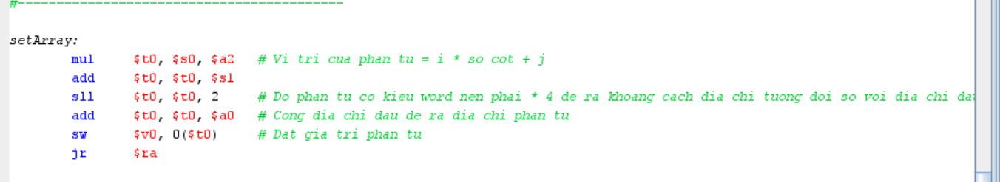 #------------------------------------------
setArray:
mul $t0, $s0, $a2 # Vi tri cua phan tu = i * so cot + j
add $t0, $t0, $s1
sll $t0, $t0, 2 # Do phan tu co kieu word nen phai * 4 de ra khoang cach dia chi tuong doi so voi dia chi
add $t0, $t0, $a0 # Cong dia chi dau de ra dia chi phan tu
sw $v0, 0($t0) # Dat gia tri phan tu
jr $ra